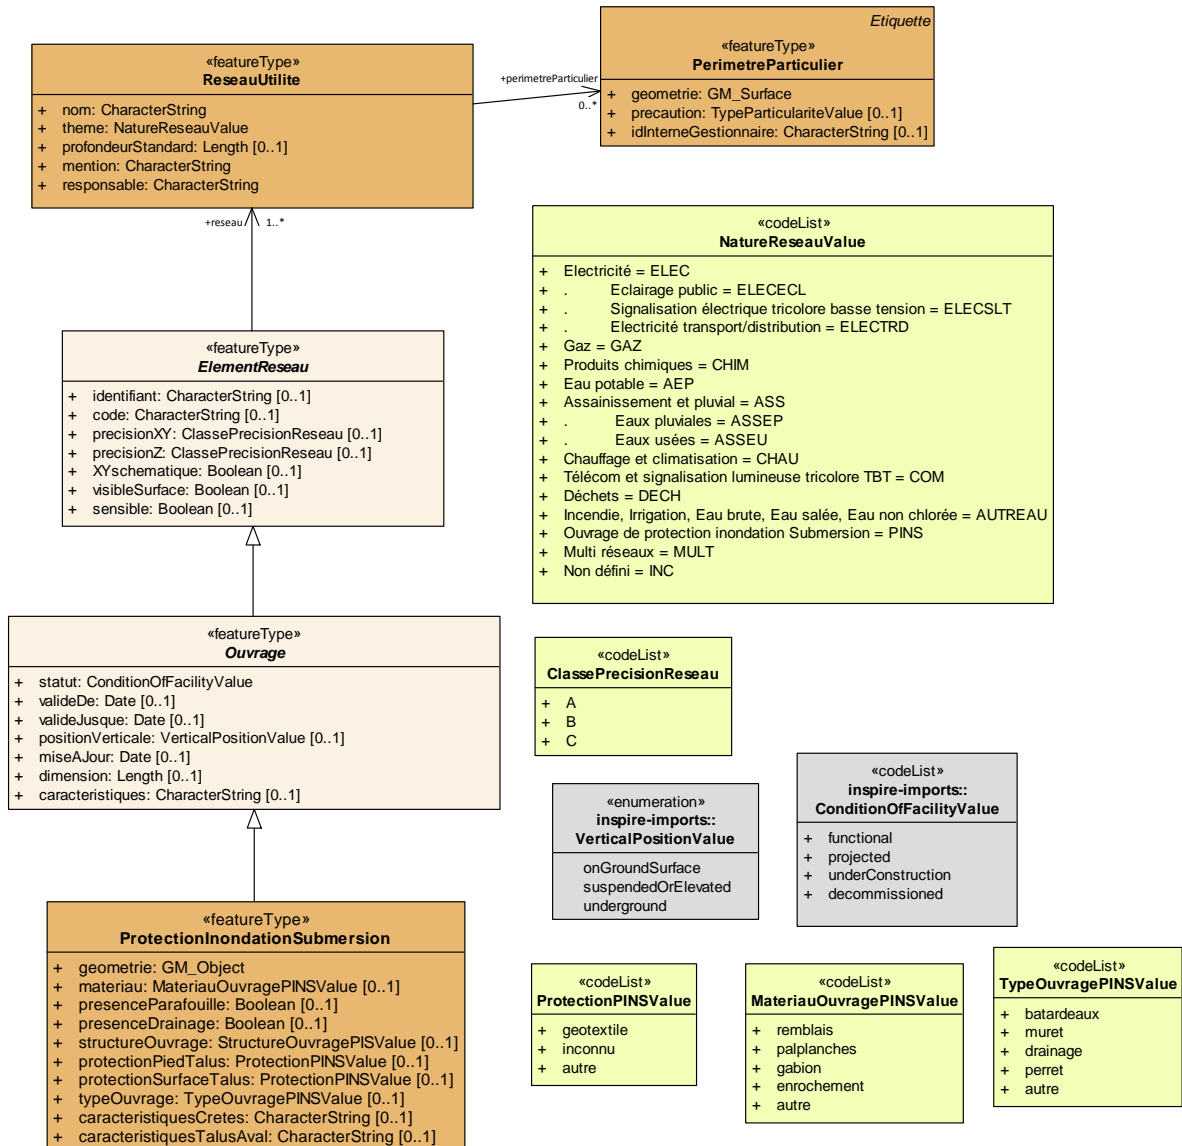 «featureType»
ReseauUtilite
+ nom: CharacterString
+ theme: NatureReseauValue
+ profondeurStandard: Length [0..1]
+ mention: CharacterString
+ responsable: CharacterString
+perimetreParticulier
0..*
Etiquette
«featureType»
PerimetreParticulier
+ geometrie: GM_Surface
+ precaution: TypeParticulariteValue [0..1]
+ idInterneGestionnaire: CharacterString [0..1]
+reseau 1..*
«codeList»
NatureReseauValue
+ Electricité = ELEC
+ . Eclairage public = ELECECL
+ . Signalisation électrique tricolore basse tension = ELECSLT
+ . Electricité transport/distribution = ELECTRD
+ Gaz = GAZ
+ Produits chimiques = CHIM
+ Eau potable = AEP
+ Assainissement et pluvial = ASS
+ . Eaux pluviales = ASSEP
+ . Eaux usées = ASSEU
+ Chauffage et climatisation = CHAU
+ Télécom et signalisation lumineuse tricolore TBT = COM
+ Déchets = DECH
+ Incendie, Irrigation, Eau brute, Eau salée, Eau non chlorée = AUTREAU
+ Ouvrage de protection inondation Submersion = PINS
+ Multi réseaux = MULT
+ Non défini = INC
«featureType»
ElementReseau
+ identifiant: CharacterString [0..1]
+ code: CharacterString [0..1]
+ precisionXY: ClassePrecisionReseau [0..1]
+ precisionZ: ClassePrecisionReseau [0..1]
+ XYschematique: Boolean [0..1]
+ visibleSurface: Boolean [0..1]
+ sensible: Boolean [0..1]
«featureType»
Ouvrage
+ statut: ConditionOfFacilityValue
+ valideDe: Date [0..1]
+ valideJusque: Date [0..1]
+ positionVerticale: VerticalPositionValue [0..1]
+ miseAJour: Date [0..1]
+ dimension: Length [0..1]
+ caracteristiques: CharacterString [0..1]
«codeList»
ClassePrecisionReseau
+ A
+ B
+ C
«enumeration»
inspire-imports::
VerticalPositionValue
onGroundSurface
suspendedOrElevated
underground
«codeList»
inspire-imports::
ConditionOfFacilityValue
+ functional
+ projected
+ underConstruction
+ decommissioned
«featureType»
ProtectionInondationSubmersion
+ geometrie: GM_Object
+ materiau: MateriauOuvragePINSValue [0..1]
+ presenceParafouille: Boolean [0..1]
+ presenceDrainage: Boolean [0..1]
+ structureOuvrage: StructureOuvragePISValue [0..1]
+ protectionPiedTalus: ProtectionPINSValue [0..1]
+ protectionSurfaceTalus: ProtectionPINSValue [0..1]
+ typeOuvrage: TypeOuvragePINSValue [0..1]
+ caracteristiquesCretes: CharacterString [0..1]
+ caracteristiquesTalusAval: CharacterString [0..1]
«codeList»
ProtectionPINSValue
+ geotextile
+ inconnu
+ autre
«codeList»
MateriauOuvragePINSValue
+ remblais
+ palplanches
+ gabion
+ enrochement
+ autre
«codeList»
TypeOuvragePINSValue
+ batardeaux
+ muret
+ drainage
+ perret
+ autre